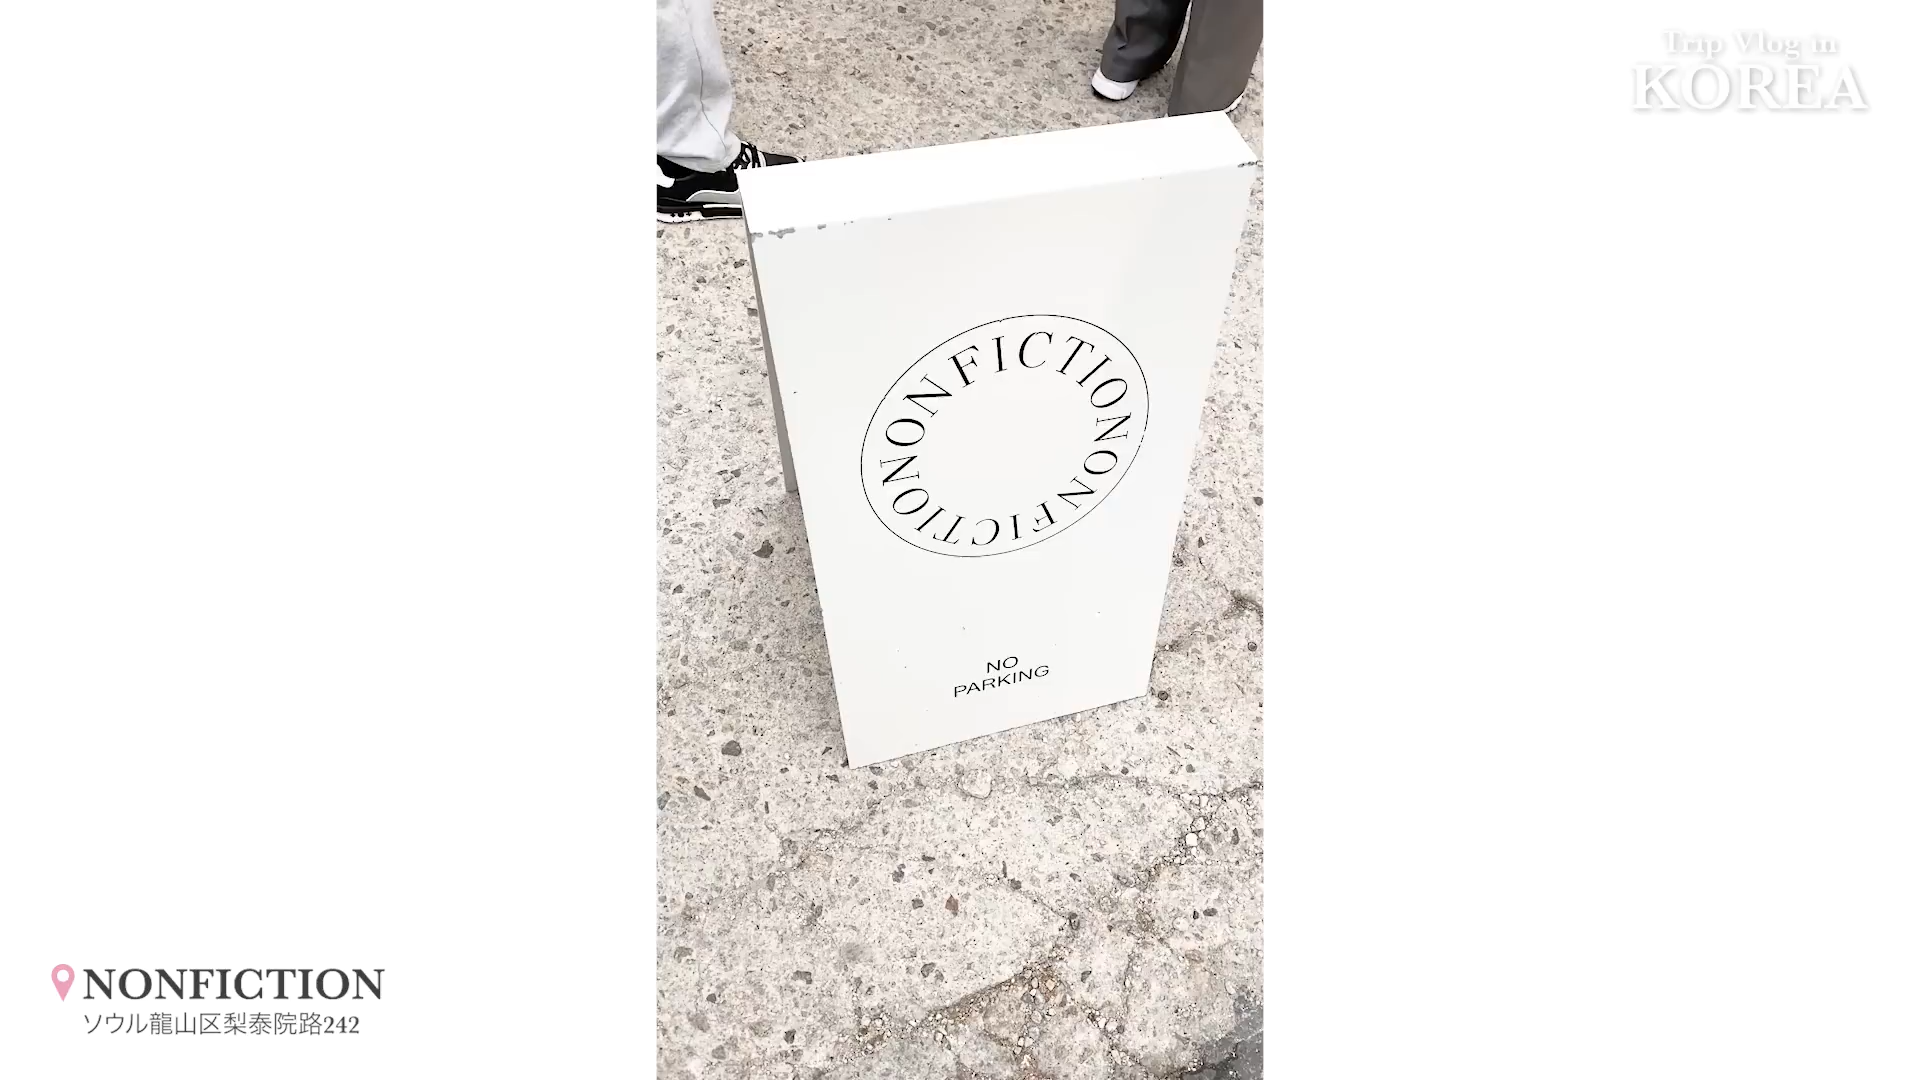 Trip Vlog in
KOREA
NONFICTIONONFICTION
NO
PARKING
NONFICTION
ソウル龍山区梨泰院路242